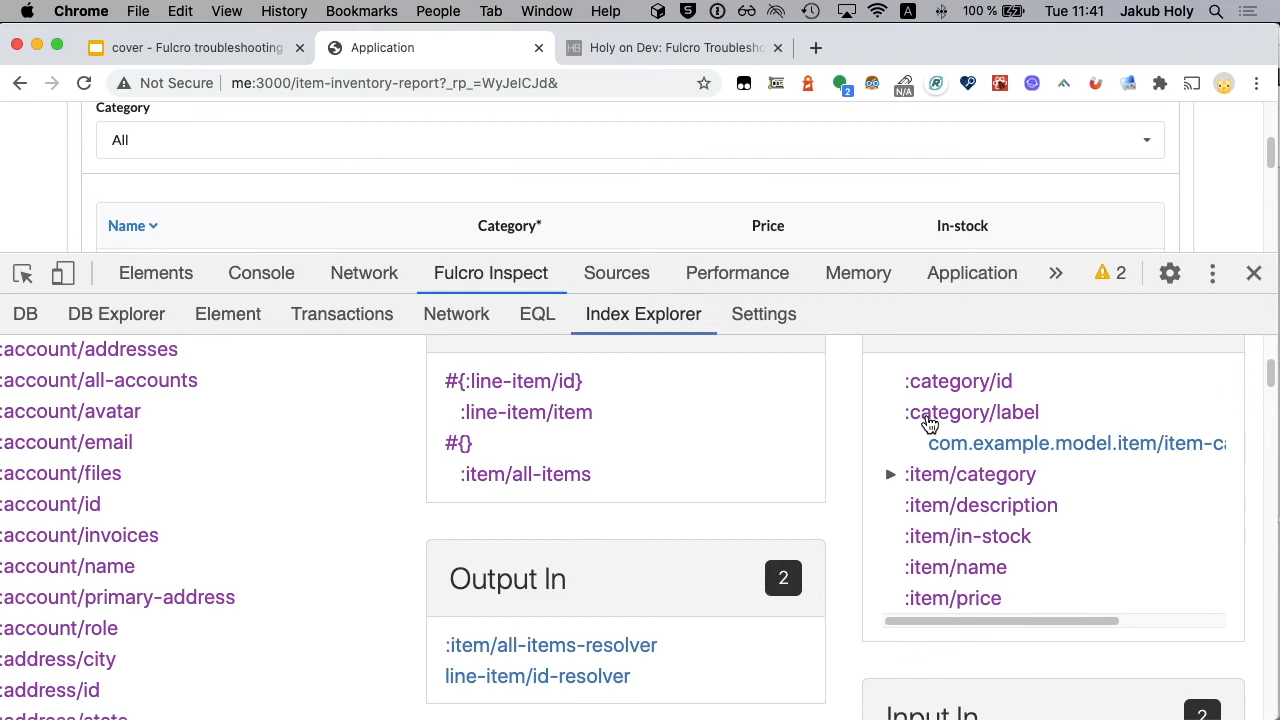 Chrome File Edit View History Bookmarks People Tab Window Help 100 % Tue 11:41 Jakub Holy
cover - Fulcro troubleshooting
Application
HB Holy on Dev: Fulcro Troublesho
Not Secure me:3000/item-inventory-report?_rp_=WyJeICJd&
2 N/A
Category
All
Name Category* Price In-stock
Elements Console Network Fulcro Inspect Sources Performance Memory Application » 2
DB DB Explorer Element Transactions Network EQL Index Explorer Settings
:account/addresses
:account/all-accounts
:account/avatar
:account/email
:account/files
:account/id
:account/invoices
:account/name
:account/primary-address
:account/role
:address/city
:address/id
:address/state
#{:line-item/id}
:line-item/item
#{}
:item/all-items
Output In 2
:item/all-items-resolver
line-item/id-resolver
:category/id
:category/label
com.example.model.item/item-ca
:item/category
:item/description
:item/in-stock
:item/name
:item/price
Input In 2